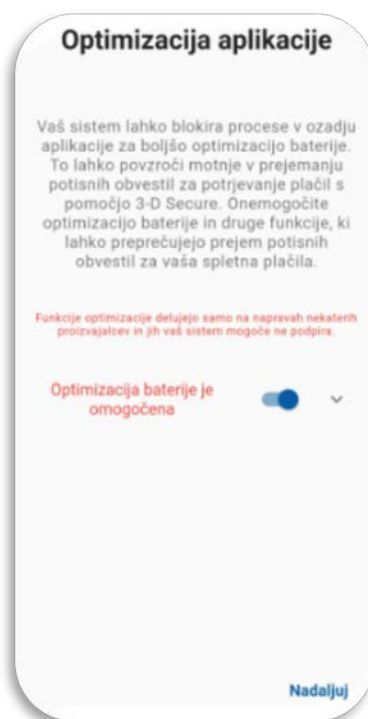 Optimizacija aplikacije
Vaš sistem lahko blokira procese v ozadju
aplikacije za boljšo optimizacijo baterije.
To lahko povzroči motnje v prejemanju
potisnih obvestil za potrjevanje plačil s
pomočjo 3-D Secure. Onemogočite
optimizacijo baterije in druge funkcije, ki
lahko preprečujejo prejem potisnih
obvestil za vaša spletna plačila.
Funkcije optimizacije delujejo samo na napravah nekaterih
proizvajalcev in jih vaš sistem mogoče ne podpira.
Optimizacija baterije je
omogočena
Nadaljuj